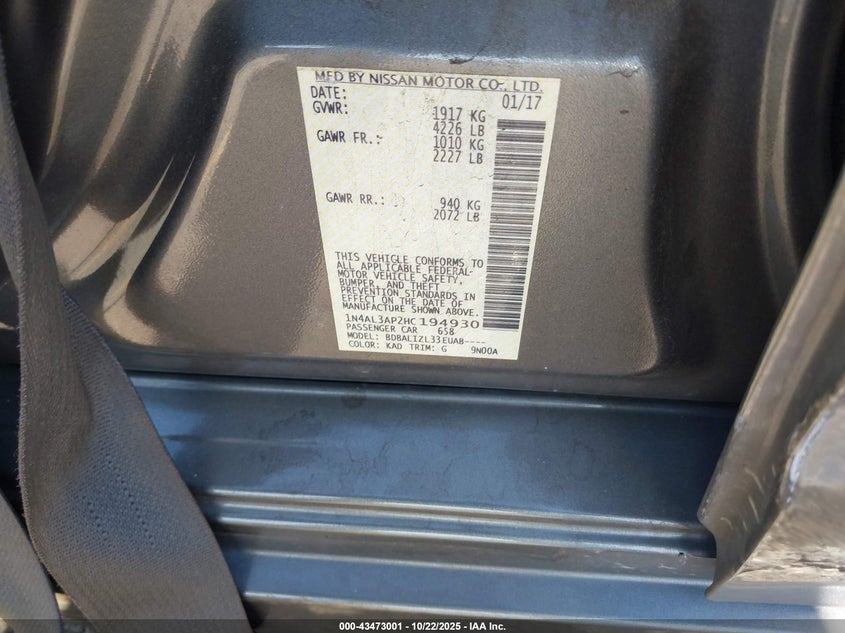 MFD BY NISSAN MOTOR CO., LTD.
DATE: 01/17
GVWR: 1917 KG
4226 LB
GAWR FR.: 1010 KG
2227 LB
GAWR RR.: 940 KG
2072 LB
THIS VEHICLE CONFORMS TO
ALL APPLICABLE FEDERAL
MOTOR VEHICLE SAFETY,
BUMPER, AND THEFT
PREVENTION STANDARDS IN
EFFECT ON THE DATE OF
MANUFACTURE SHOWN ABOVE.
1N4AL3AP2HC194930
PASSENGER CAR 658
MODEL: BDBALIZL33EUAB----
COLOR: KAD TRIM: G 9N00A
000-43473001 - 10/22/2025 - IAA Inc.